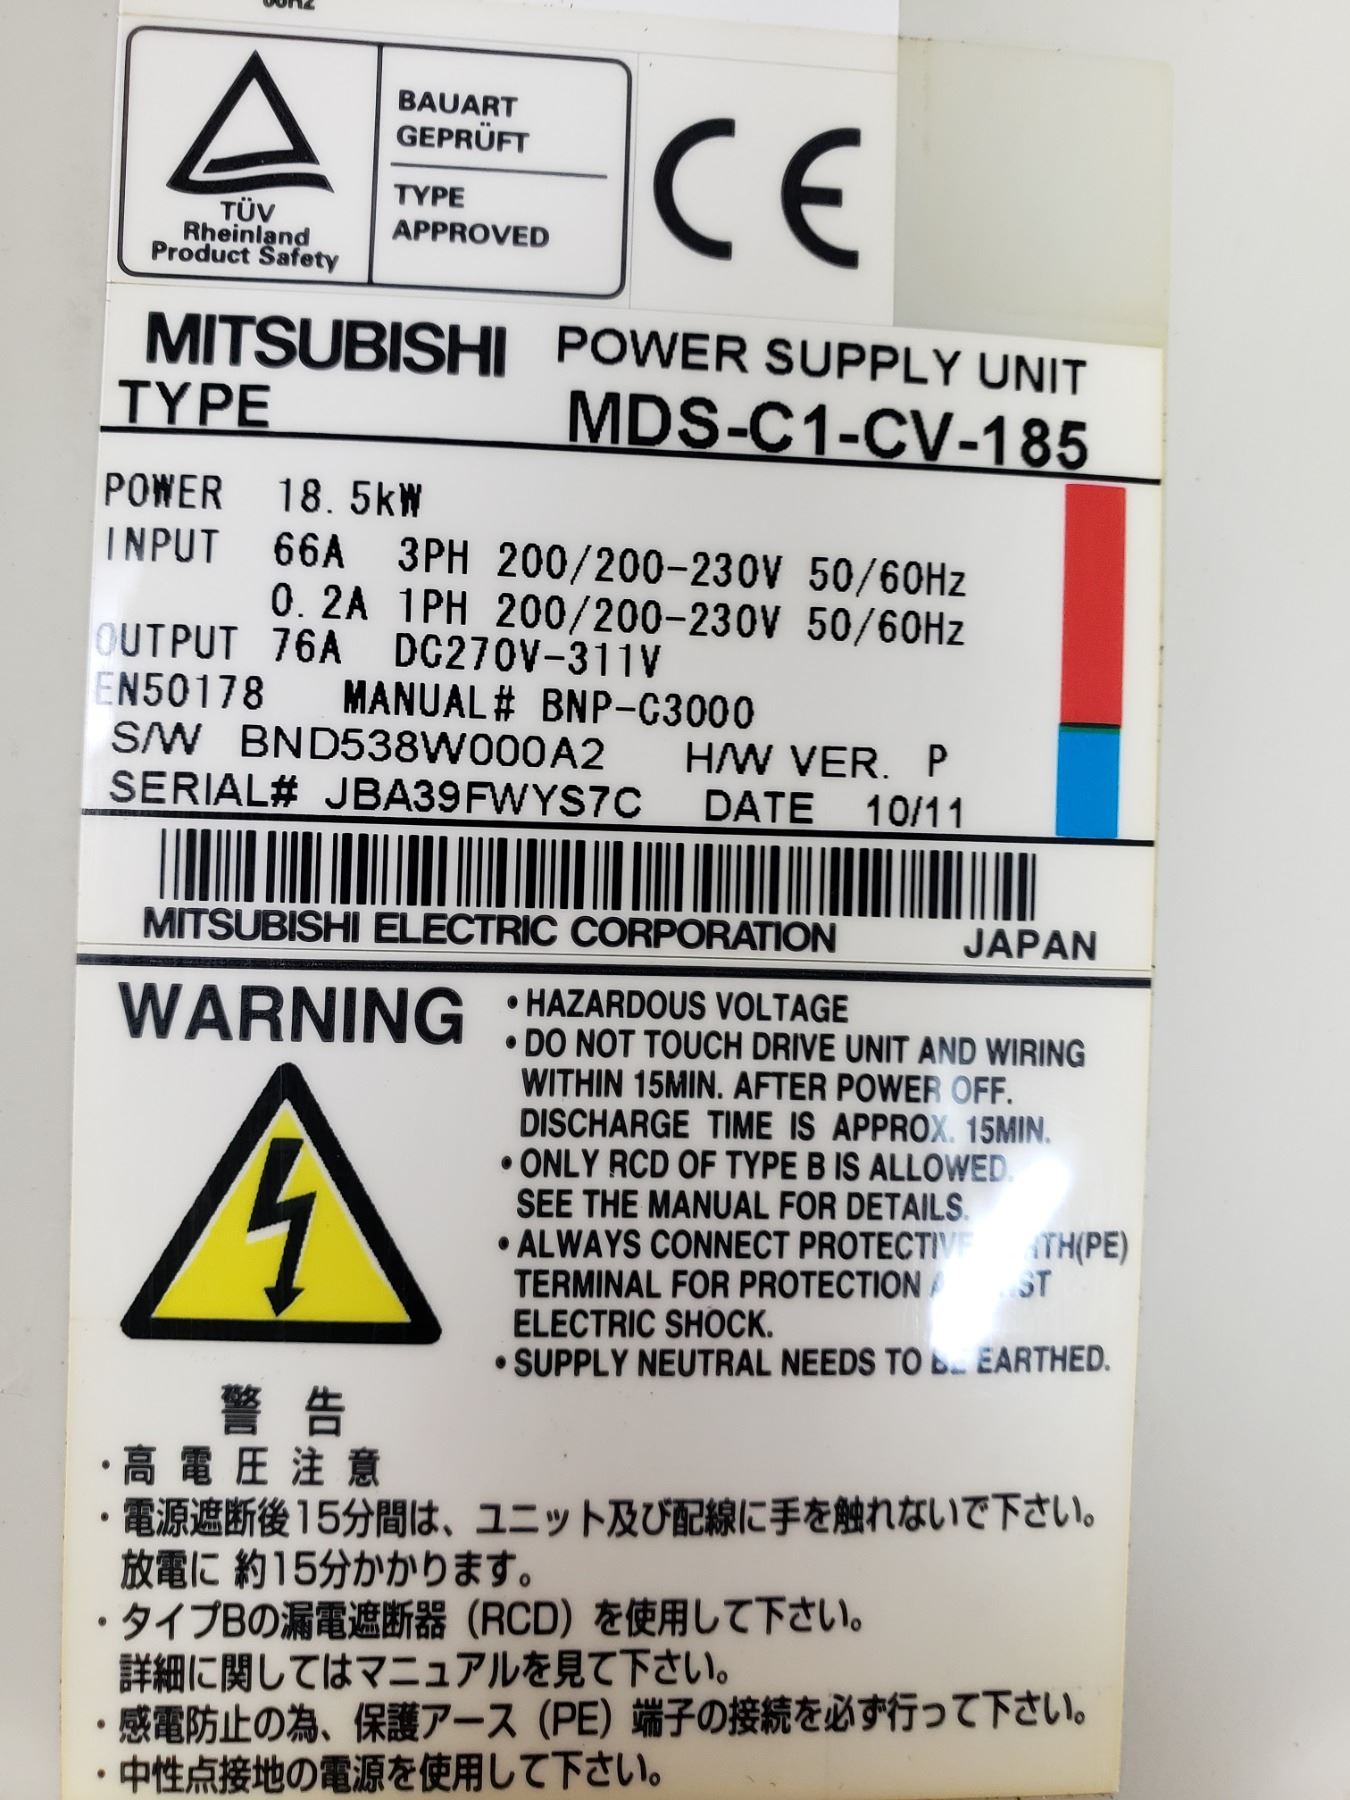 TÜV
Rheinland
Product Safety
BAUART
GEPRÜFT
TYPE
APPROVED
CE
MITSUBISHI POWER SUPPLY UNIT
TYPE MDS-C1-CV-185
POWER 18.5kW
INPUT 66A 3PH 200/200-230V 50/60Hz
0.2A 1PH 200/200-230V 50/60Hz
OUTPUT 76A DC270V-311V
EN50178 MANUAL# BNP-C3000
S/W BND538W000A2 H/W VER. P
SERIAL# JBA39FWYS7C DATE 10/11
MITSUBISHI ELECTRIC CORPORATION JAPAN
WARNING
• HAZARDOUS VOLTAGE
• DO NOT TOUCH DRIVE UNIT AND WIRING
WITHIN 15MIN. AFTER POWER OFF.
DISCHARGE TIME IS APPROX. 15MIN.
• ONLY RCD OF TYPE B IS ALLOWED.
SEE THE MANUAL FOR DETAILS.
• ALWAYS CONNECT PROTECTIVE (PE)
TERMINAL FOR PROTECTION
ELECTRIC SHOCK.
• SUPPLY NEUTRAL NEEDS TO BE EARTHED.
警告
・高電圧注意
・電源遮断後15分間は、ユニット及び配線に手を触れないで下さい。
放電に約15分かかります。
・タイプBの漏電遮断器（RCD）を使用して下さい。
詳細に関してはマニュアルを見て下さい。
・感電防止の為、保護アース（PE）端子の接続を必ず行って下さい。
・中性点接地の電源を使用して下さい。